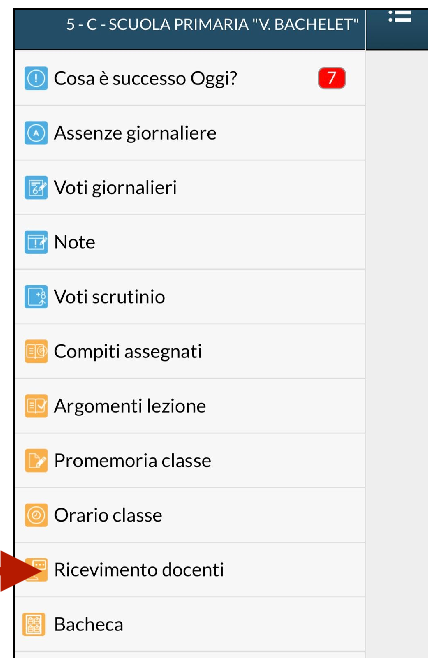 5 - C - SCUOLA PRIMARIA "V. BACHELET"
Cosa è successo Oggi? 7
Assenze giornaliere
Voti giornalieri
Note
Voti scrutinio
Compiti assegnati
Argomenti lezione
Promemoria classe
Orario classe
Ricevimento docenti
Bacheca